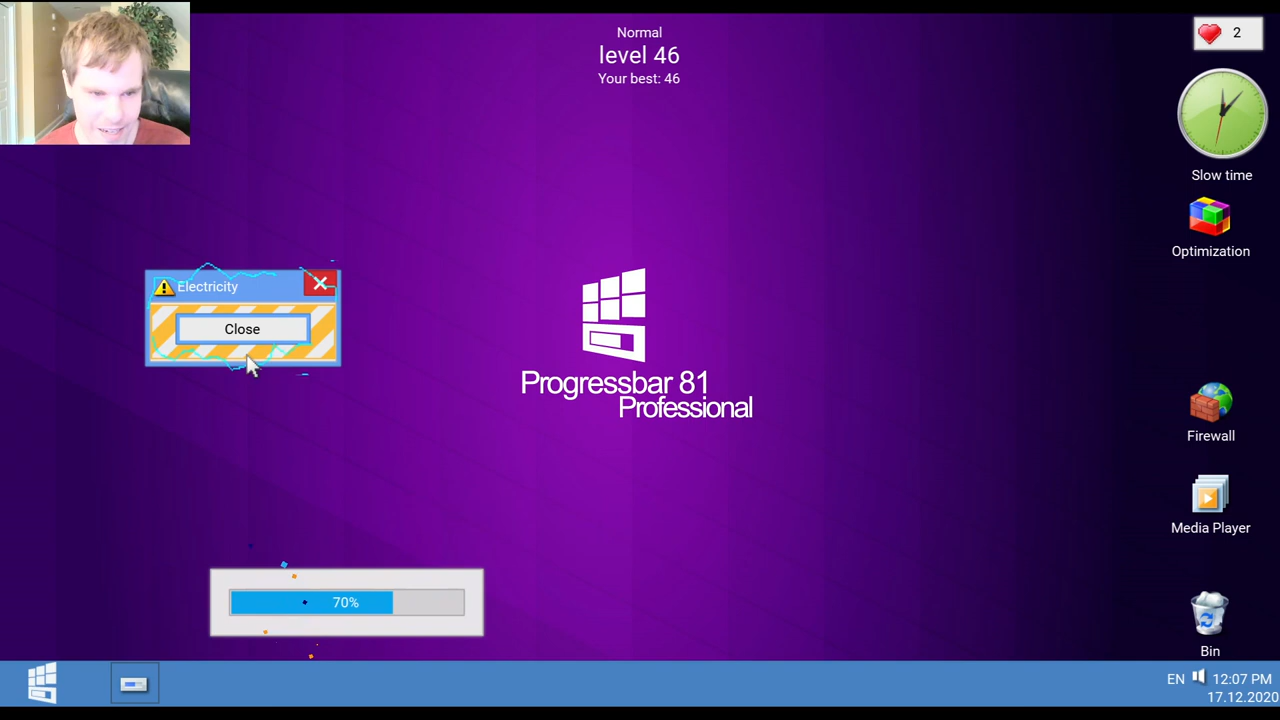 Normal
level 46
Your best: 46
2
Slow time
Optimization
Electricity
Close
Progressbar 81
Professional
Firewall
Media Player
70%
Bin
EN 12:07 PM
17.12.2020